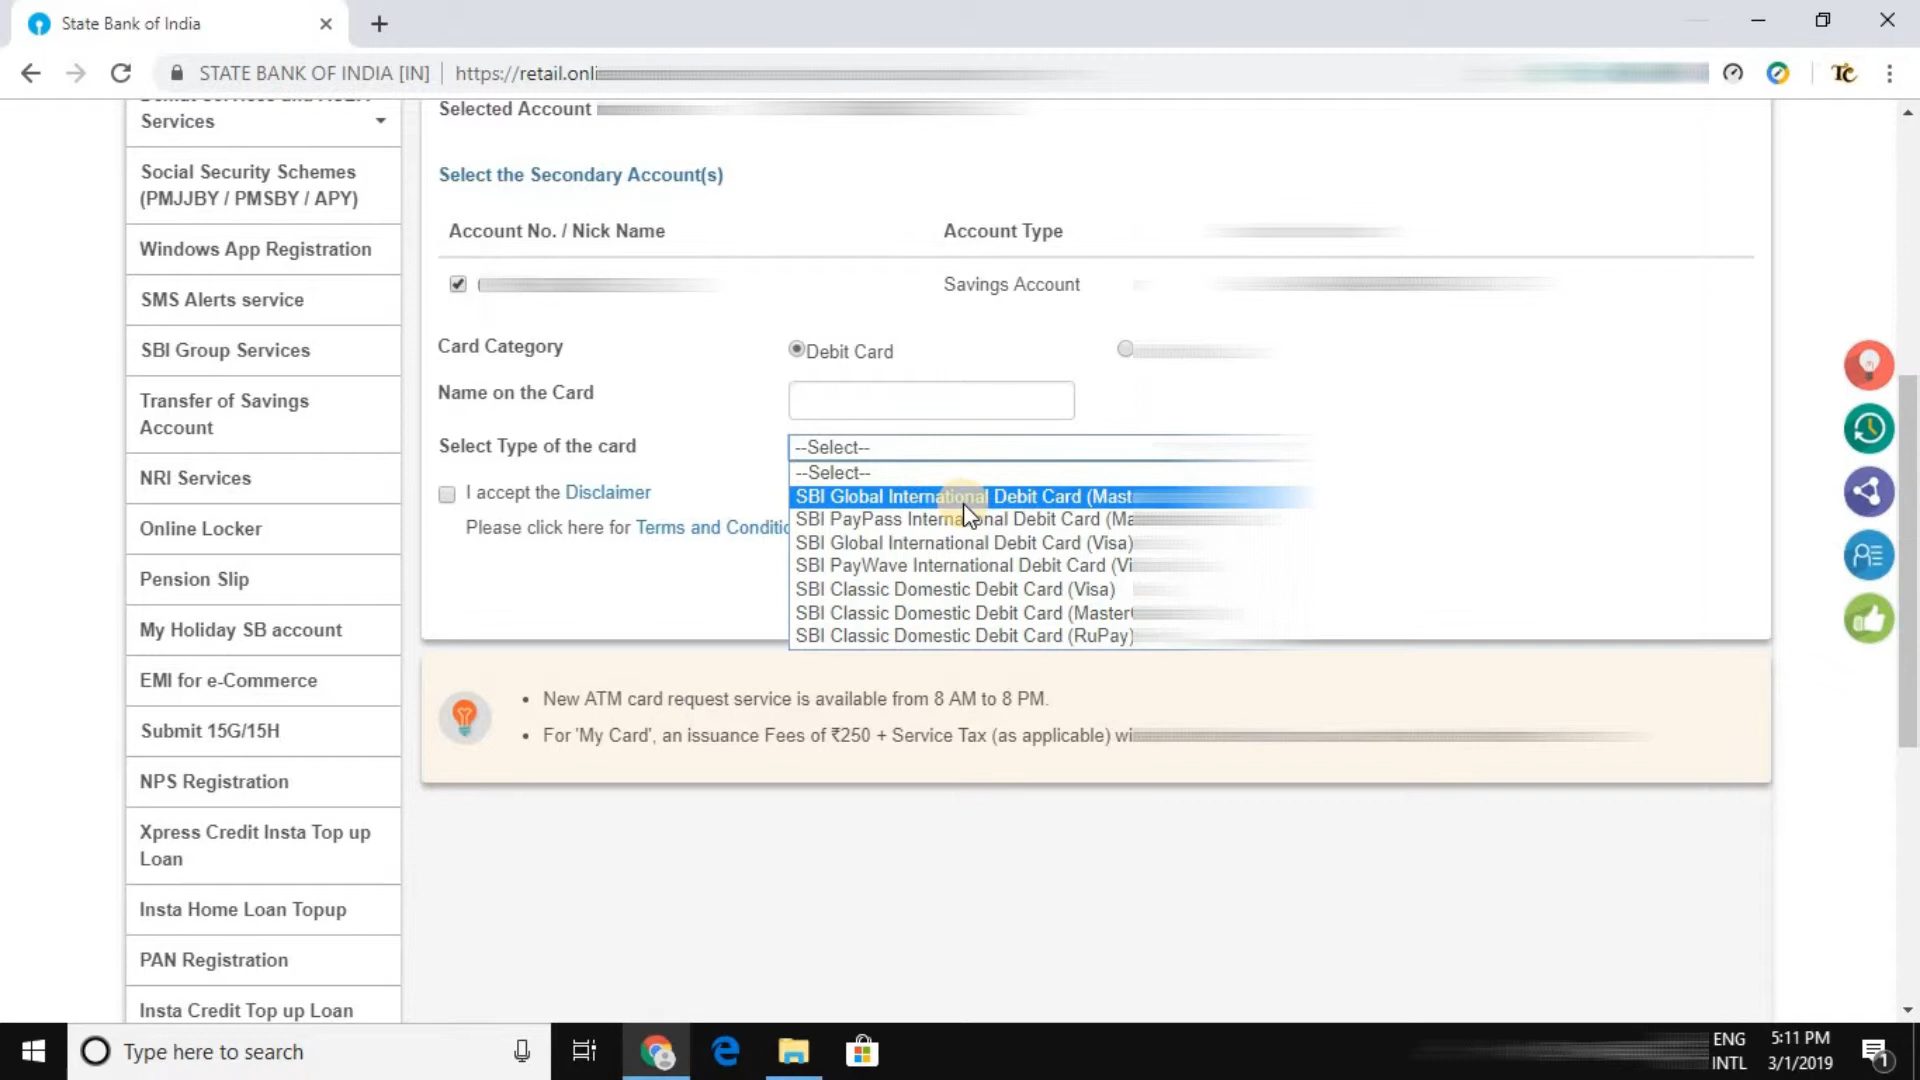 State Bank of India
STATE BANK OF INDIA [IN]
https://retail.onli
Services
Social Security Schemes
(PMJJBY / PMSBY / APY)
Windows App Registration
SMS Alerts service
SBI Group Services
Transfer of Savings
Account
NRI Services
Online Locker
Pension Slip
My Holiday SB account
EMI for e-Commerce
Submit 15G/15H
NPS Registration
Xpress Credit Insta Top up
Loan
Insta Home Loan Topup
PAN Registration
Insta Credit Top up Loan
Selected Account
Select the Secondary Account(s)
Account No. / Nick Name Account Type
Savings Account
Card Category Debit Card
Name on the Card
Select Type of the card --Select--
--Select--
SBI Global International Debit Card (Mast
SBI PayPass International Debit Card (Ma
SBI Global International Debit Card (Visa)
SBI PayWave International Debit Card (Vi
SBI Classic Domestic Debit Card (Visa)
SBI Classic Domestic Debit Card (Master
SBI Classic Domestic Debit Card (RuPay)
I accept the Disclaimer
Please click here for Terms and Conditio
• New ATM card request service is available from 8 AM to 8 PM.
• For 'My Card', an issuance Fees of ₹250 + Service Tax (as applicable) wi
TC
Type here to search
ENG
INTL
5:11 PM
3/1/2019
1